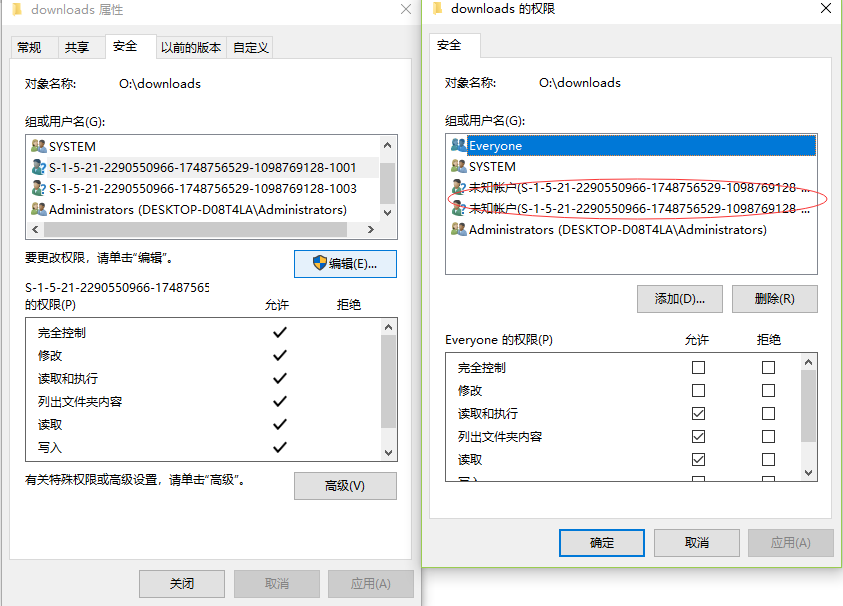 downloads 属性
常规
共享
安全
以前的版本
自定义
对象名称:
O:\downloads
组或用户名(G):
SYSTEM
S-1-5-21-2290550966-1748756529-1098769128-1001
S-1-5-21-2290550966-1748756529-1098769128-1003
Administrators (DESKTOP-D08T4LA\Administrators)
要更改权限，请单击“编辑”。
编辑(E)...
S-1-5-21-2290550966-17487565
的权限(P)
允许
拒绝
完全控制
修改
读取和执行
列出文件夹内容
读取
写入
有关特殊权限或高级设置，请单击“高级”。
高级(V)
关闭
取消
应用(A)
downloads 的权限
安全
对象名称:
O:\downloads
组或用户名(G):
Everyone
SYSTEM
未知帐户(S-1-5-21-2290550966-1748756529-1098769128-...
未知帐户(S-1-5-21-2290550966-1748756529-1098769128-...
Administrators (DESKTOP-D08T4LA\Administrators)
添加(D)...
删除(R)
Everyone 的权限(P)
允许
拒绝
完全控制
修改
读取和执行
列出文件夹内容
读取
确定
取消
应用(A)